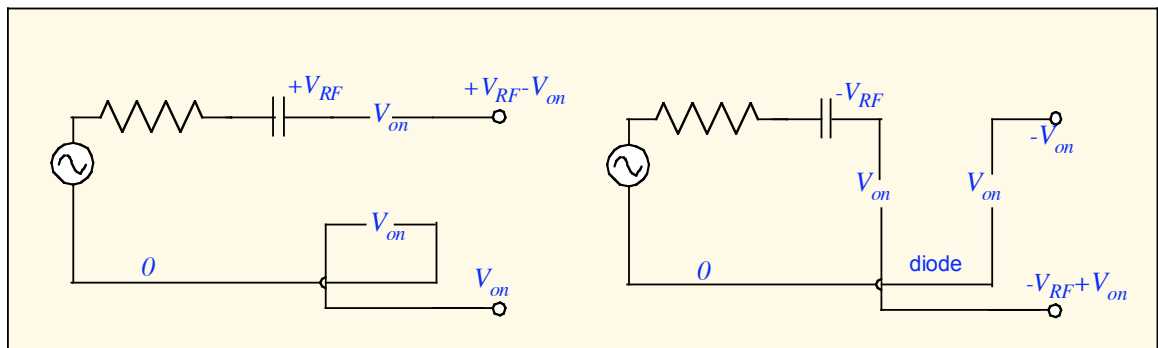 +V_RF
V_on
+V_RF-V_on
V_on
0
V_on
-V_RF
V_on
V_on
-V_on
0
diode
-V_RF+V_on